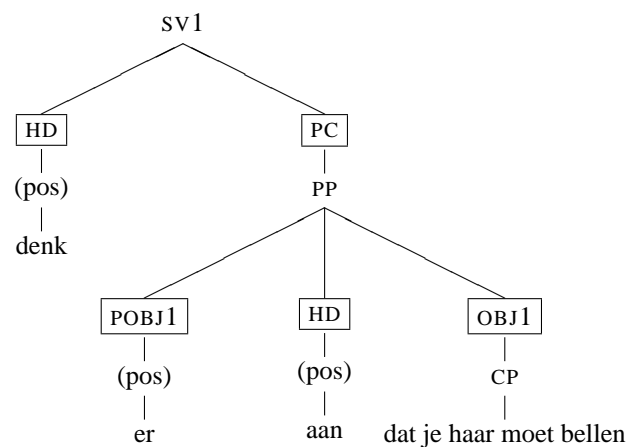 SV1
HD PC
(pos) PP
denk
POBJ1 HD OBJ1
(pos) (pos) CP
er aan dat je haar moet bellen